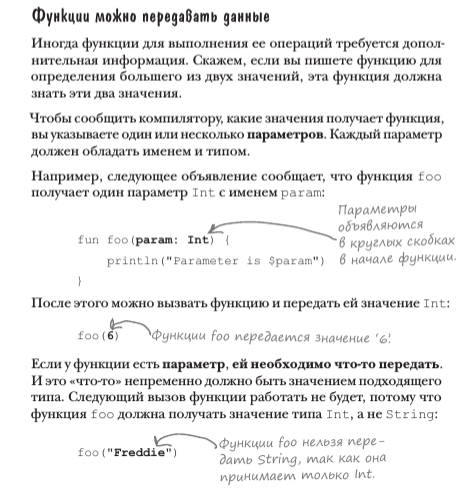 Функции можно передавать данные
Иногда функции для выполнения ее операций требуется допол-
нительная информация. Скажем, если вы пишете функцию для
определения большего из двух значений, эта функция должна
знать эти два значения.
Чтобы сообщить компилятору, какие значения получает функция,
вы указываете один или несколько параметров. Каждый параметр
должен обладать именем и типом.
Например, следующее объявление сообщает, что функция foo
получает один параметр Int с именем param:
Параметры
объявляются
в круглых скобках
в начале функции.
fun foo(param: Int) {
println("Parameter is $param")
}
После этого можно вызвать функцию и передать ей значение Int:
foo(6)
Функции foo передается значение '6'.
Если у функции есть параметр, ей необходимо что-то передать.
И это «что-то» непременно должно быть значением подходящего
типа. Следующий вызов функции работать не будет, потому что
функция foo должна получать значение типа Int, а не String:
foo("Freddie")
Функции foo нельзя пере-
дать String, так как она
принимает только Int.